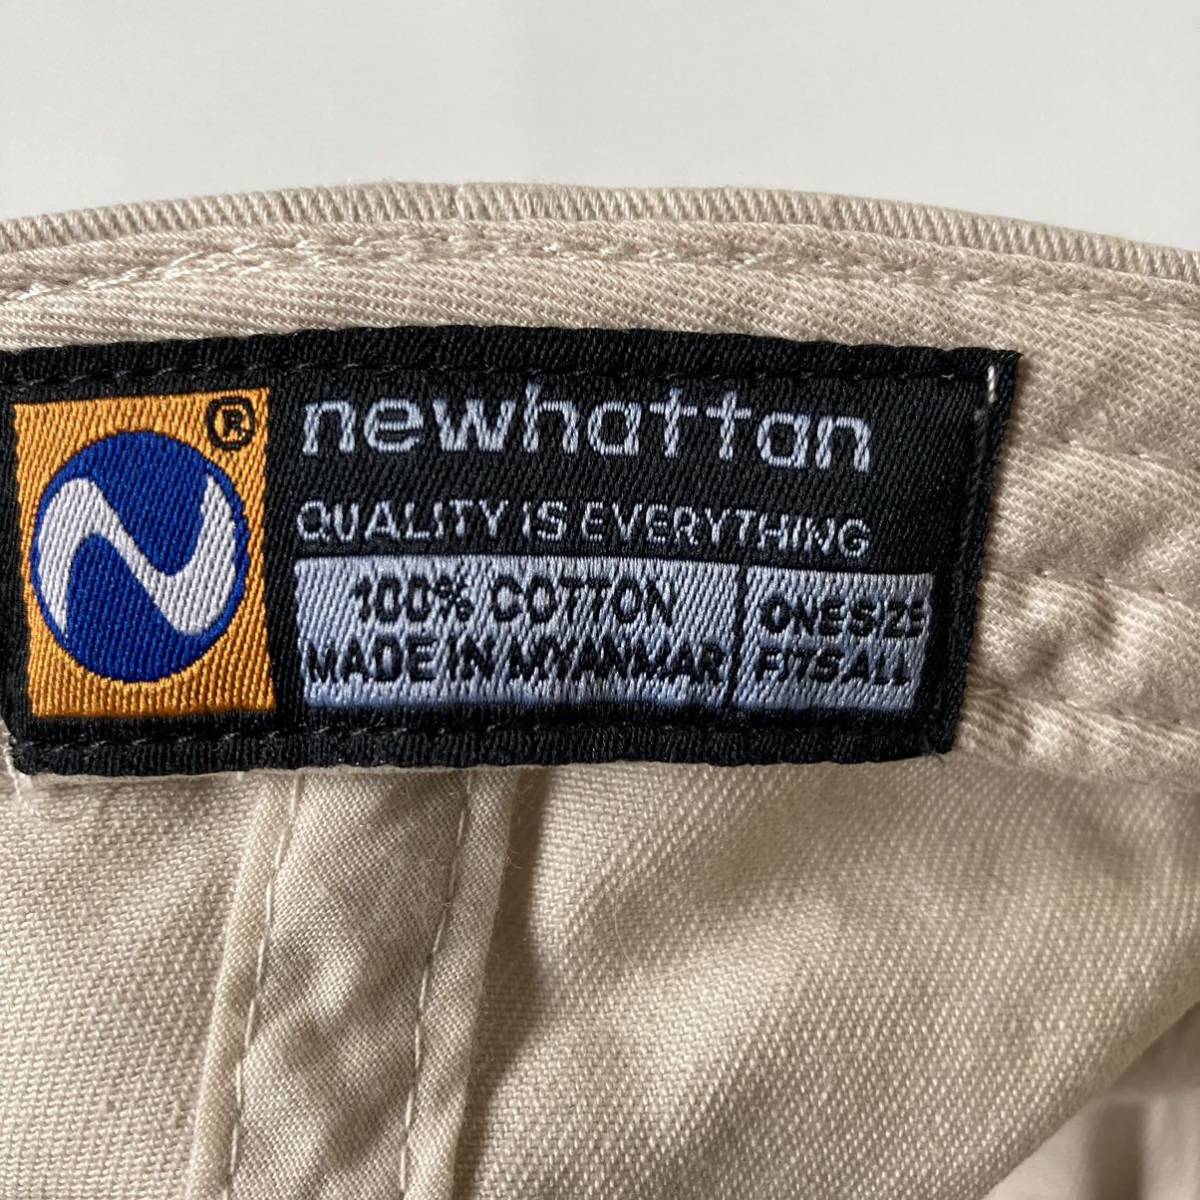 ®
newhattan
QUALITY IS EVERYTHING
100% COTTON
MADE IN MYANMAR
ONE SIZE
FITS ALL